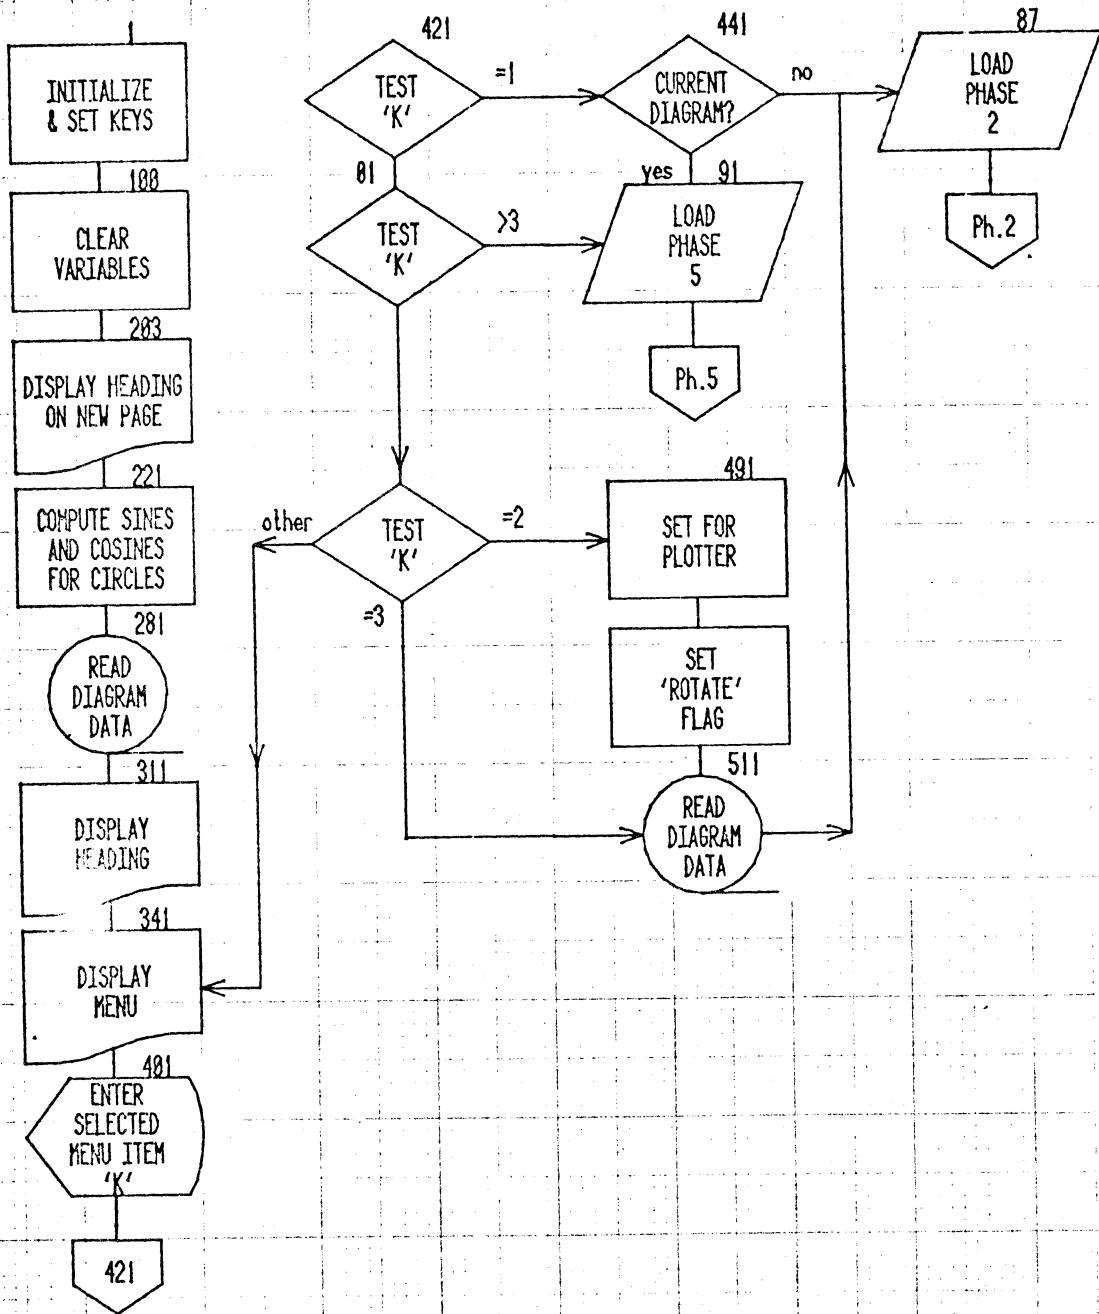 1
INITIALIZE
& SET KEYS
100
CLEAR
VARIABLES
203
DISPLAY HEADING
ON NEW PAGE
221
COMPUTE SINES
AND COSINES
FOR CIRCLES
281
READ
DIAGRAM
DATA
311
DISPLAY
HEADING
341
DISPLAY
MENU
401
ENTER
SELECTED
MENU ITEM
'K'
421
421
TEST
'K'
=1
441
CURRENT
DIAGRAM?
no
87
LOAD
PHASE
2
Ph.2
01
TEST
'K'
>3
yes
91
LOAD
PHASE
5
Ph.5
other
TEST
'K'
=2
=3
491
SET FOR
PLOTTER
SET
'ROTATE'
FLAG
511
READ
DIAGRAM
DATA